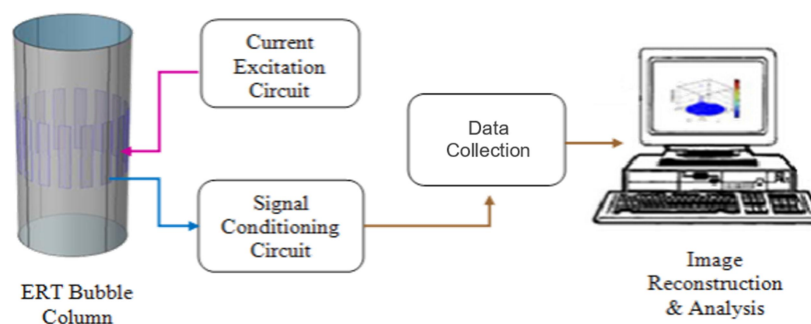 Current
Excitation
Circuit
Data
Collection
Signal
Conditioning
Circuit
ERT Bubble
Column
Image
Reconstruction
& Analysis